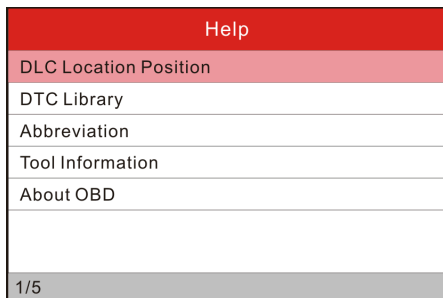 Help
DLC Location Position
DTC Library
Abbreviation
Tool Information
About OBD
1/5